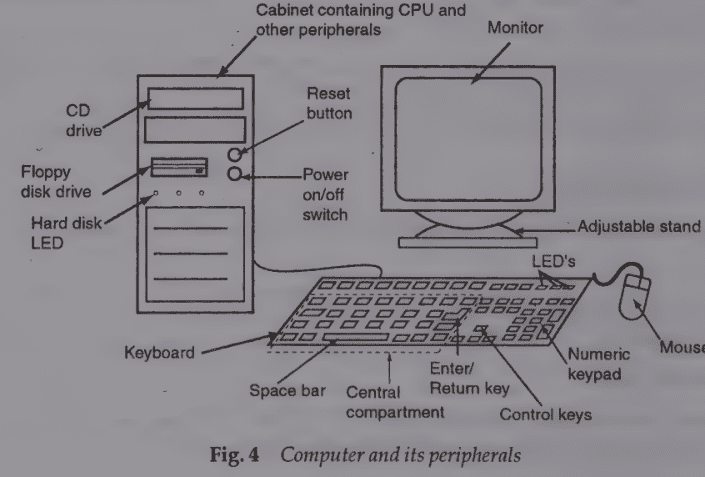 Cabinet containing CPU and
other peripherals
Monitor
CD
drive
Reset
button
Floppy
disk drive
Power
on/off
switch
Hard disk
LED
Adjustable stand
LED's
Keyboard
Mouse
Numeric
keypad
Space bar
Enter/
Return key
Central
compartment
Control keys
Fig. 4 Computer and its peripherals